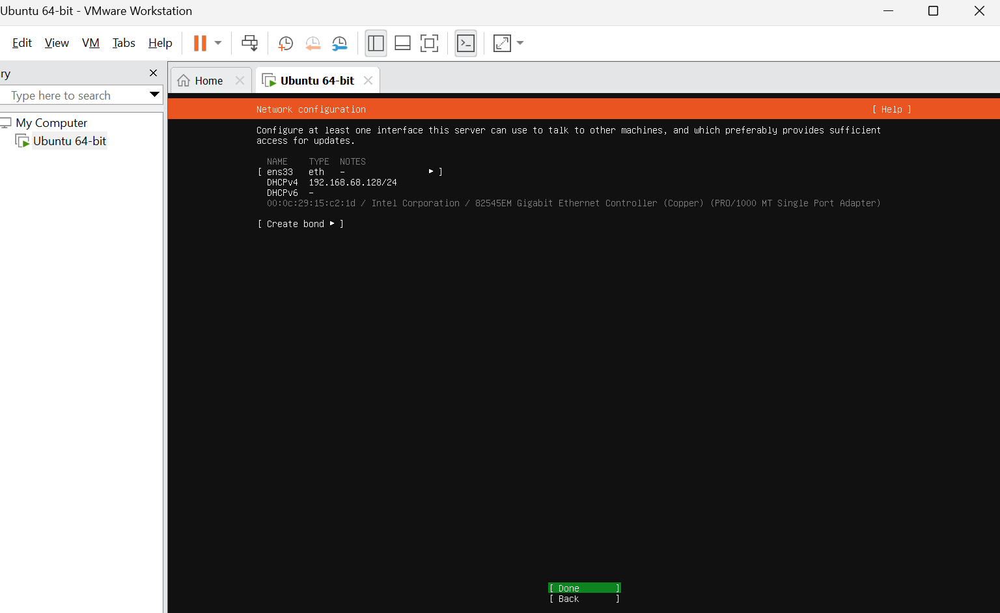 Ubuntu 64-bit - VMware Workstation
Edit View VM Tabs Help
ry
Type here to search
My Computer
Ubuntu 64-bit
Home
Ubuntu 64-bit
Network configuration [ Help ]
Configure at least one interface this server can use to talk to other machines, and which preferably provides sufficient
access for updates.
NAME TYPE NOTES
[ ens33 eth - ▸ ]
DHCPv4 192.168.68.128/24
DHCPv6 -
00:0c:29:15:c2:1d / Intel Corporation / 82545EM Gigabit Ethernet Controller (Copper) (PRO/1000 MT Single Port Adapter)
[ Create bond ▸ ]
[ Done ]
[ Back ]